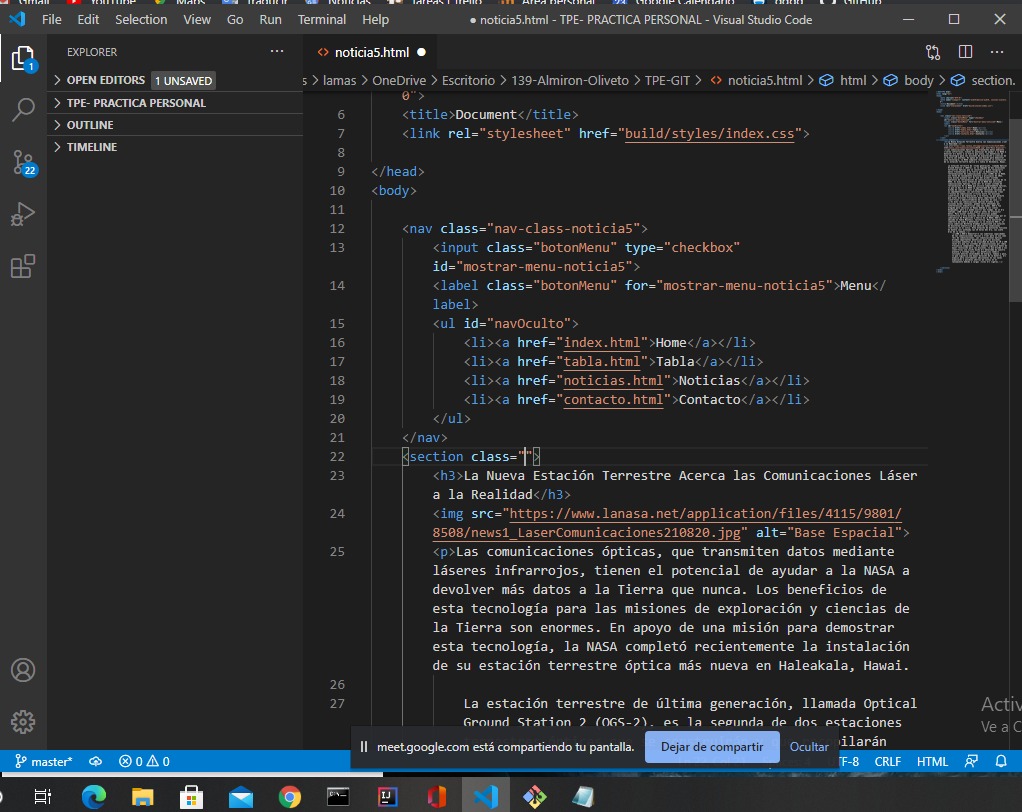 Gmail YouTube Maps Traducir Noticias Área personal Google Calendario GitHub
File Edit Selection View Go Run Terminal Help ● noticia5.html - TPE- PRACTICA PERSONAL - Visual Studio Code
EXPLORER
OPEN EDITORS 1 UNSAVED
TPE- PRACTICA PERSONAL
OUTLINE
TIMELINE
1
22
<> noticia5.html ●
s > lamas > OneDrive > Escritorio > 139-Almiron-Oliveto > TPE-GIT > <> noticia5.html > html > body > section.
0">
6 <title>Document</title>
7 <link rel="stylesheet" href="build/styles/index.css">
8
9 </head>
10 <body>
11
12 <nav class="nav-class-noticia5">
13 <input class="botonMenu" type="checkbox"
id="mostrar-menu-noticia5">
14 <label class="botonMenu" for="mostrar-menu-noticia5">Menu</
label>
15 <ul id="navOculto">
16 <li><a href="index.html">Home</a></li>
17 <li><a href="tabla.html">Tabla</a></li>
18 <li><a href="noticias.html">Noticias</a></li>
19 <li><a href="contacto.html">Contacto</a></li>
20 </ul>
21 </nav>
22 <section class="">
23 <h3>La Nueva Estación Terrestre Acerca las Comunicaciones Láser
a la Realidad</h3>
24 <img src="https://www.lanasa.net/application/files/4115/9801/
8508/news1_LaserComunicaciones210820.jpg" alt="Base Espacial">
25 <p>Las comunicaciones ópticas, que transmiten datos mediante
láseres infrarrojos, tienen el potencial de ayudar a la NASA a
devolver más datos a la Tierra que nunca. Los beneficios de
esta tecnología para las misiones de exploración y ciencias de
la Tierra son enormes. En apoyo de una misión para demostrar
esta tecnología, la NASA completó recientemente la instalación
de su estación terrestre óptica más nueva en Haleakala, Hawai.
26
27 La estación terrestre de última generación, llamada Optical
Ground Station 2 (OGS-2), es la segunda de dos estaciones
pilarán
Activ
Ve a C
meet.google.com está compartiendo tu pantalla. Dejar de compartir Ocultar
master* 0 0 UTF-8 CRLF HTML